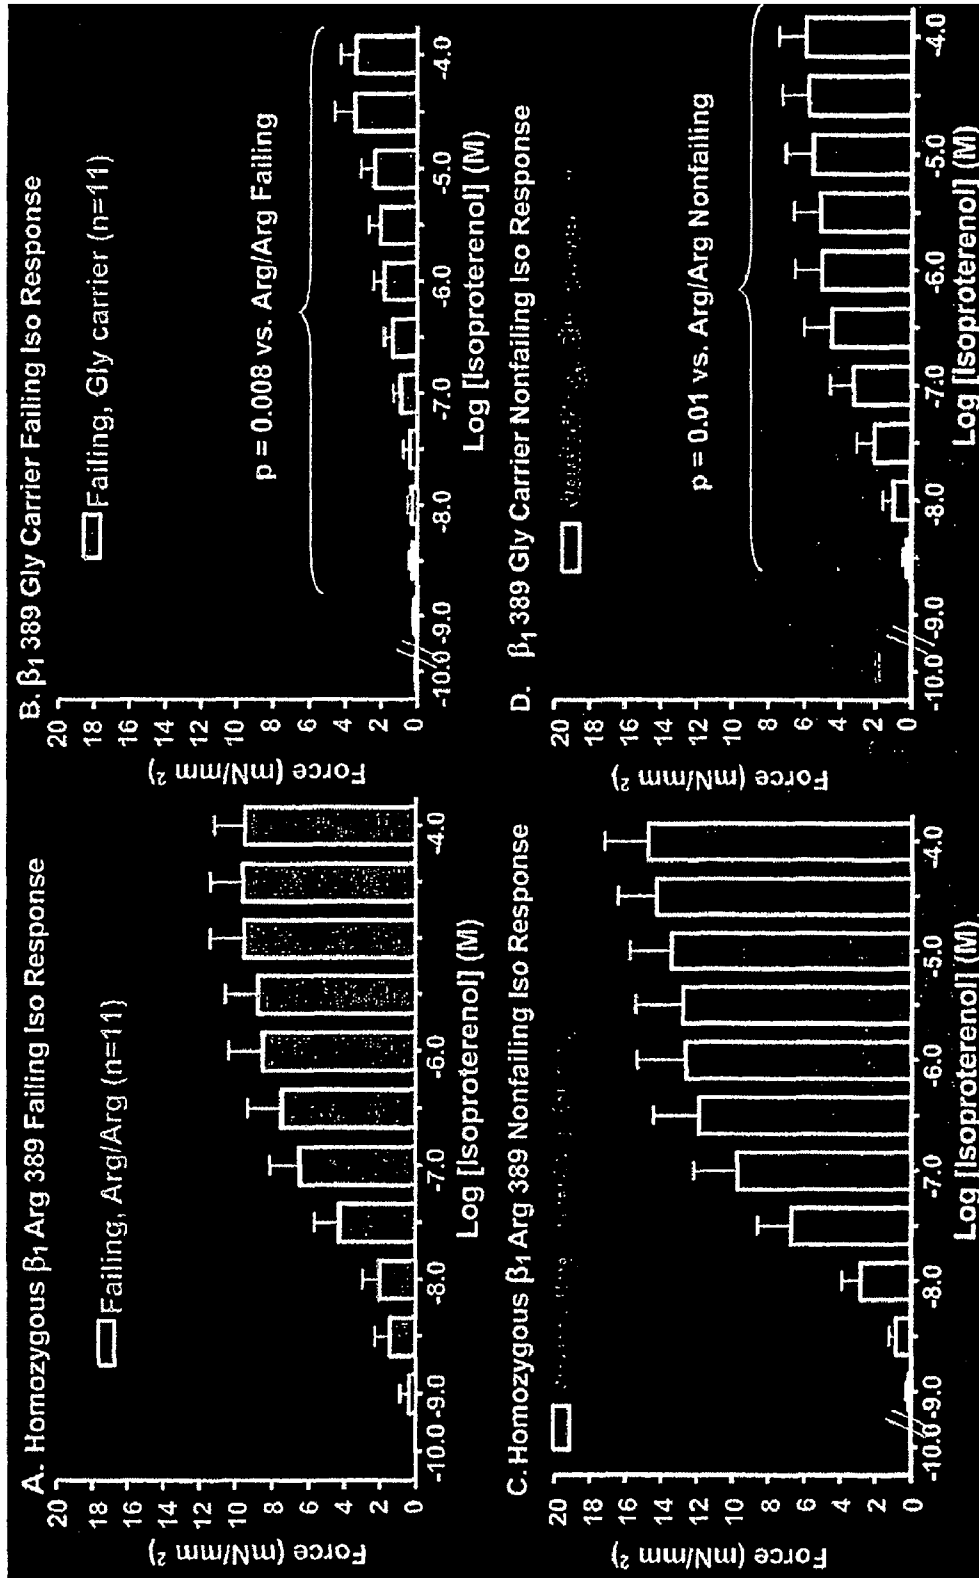 A. Homozygous β1 Arg 389 Failing Iso Response
Failing, Arg/Arg (n=11)
Force (mN/mm 2)
20
18
16
14
12
10
8
6
4
2
0
-10.0 -9.0 -8.0 -7.0 -6.0 -5.0 -4.0
Log [Isoproterenol] (M)
B. β1 389 Gly Carrier Failing Iso Response
Failing, Gly carrier (n=11)
p = 0.008 vs. Arg/Arg Failing
Force (mN/mm 2)
20
18
16
14
12
10
8
6
4
2
0
-10.0 -9.0 -8.0 -7.0 -6.0 -5.0 -4.0
Log [Isoproterenol] (M)
C. Homozygous β1 Arg 389 Nonfailing Iso Response
Force (mN/mm 2)
20
18
16
14
12
10
8
6
4
2
0
-10.0 -9.0 -8.0 -7.0 -6.0 -5.0 -4.0
Log [Isoproterenol] (M)
D. β1 389 Gly Carrier Nonfailing Iso Response
p = 0.01 vs. Arg/Arg Nonfailing
Force (mN/mm 2)
20
18
16
14
12
10
8
6
4
2
0
-10.0 -9.0 -8.0 -7.0 -6.0 -5.0 -4.0
Log [Isoproterenol] (M)